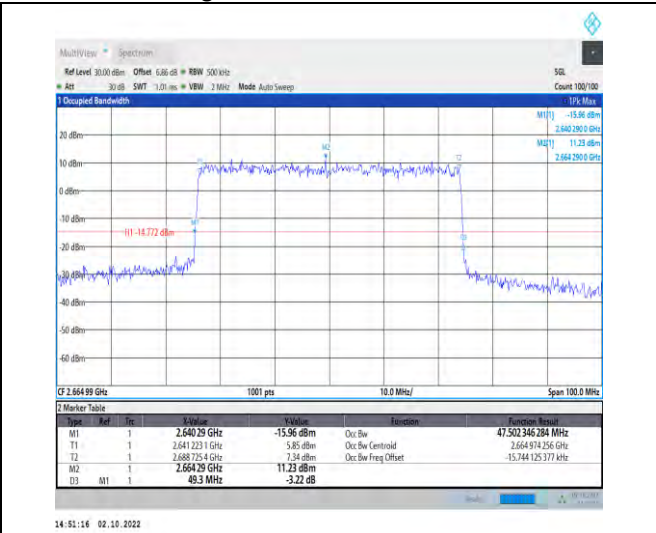 MultiView Spectrum
Ref Level 30.00 dBm Offset 6.86 dB RBW 500 kHz SGL
Att 30 dB SWT 1.01 ms VBW 2 MHz Mode Auto Sweep Count 100/100
1 Occupied Bandwidth 1Pk Max
M1[1] -15.96 dBm
2.640 290 0 GHz
M2[1] 11.23 dBm
2.664 290 0 GHz
20 dBm
M2
T1 T2
10 dBm
0 dBm
-10 dBm
M1
H1 -14.772 dBm
D3
-20 dBm
-30 dBm
-40 dBm
-50 dBm
-60 dBm
CF 2.664 99 GHz 1001 pts 10.0 MHz/ Span 100.0 MHz
2 Marker Table
Type Ref Trc X-Value Y-Value Function Function Result
M1 1 2.640 29 GHz -15.96 dBm Occ Bw 47.502 346 284 MHz
T1 1 2.641 223 1 GHz 5.85 dBm Occ Bw Centroid 2.664 974 256 GHz
T2 1 2.688 725 4 GHz 7.34 dBm Occ Bw Freq Offset -15.744 125 377 kHz
M2 1 2.664 29 GHz 11.23 dBm
D3 M1 1 49.3 MHz -3.22 dB
14:51:16 02.10.2022